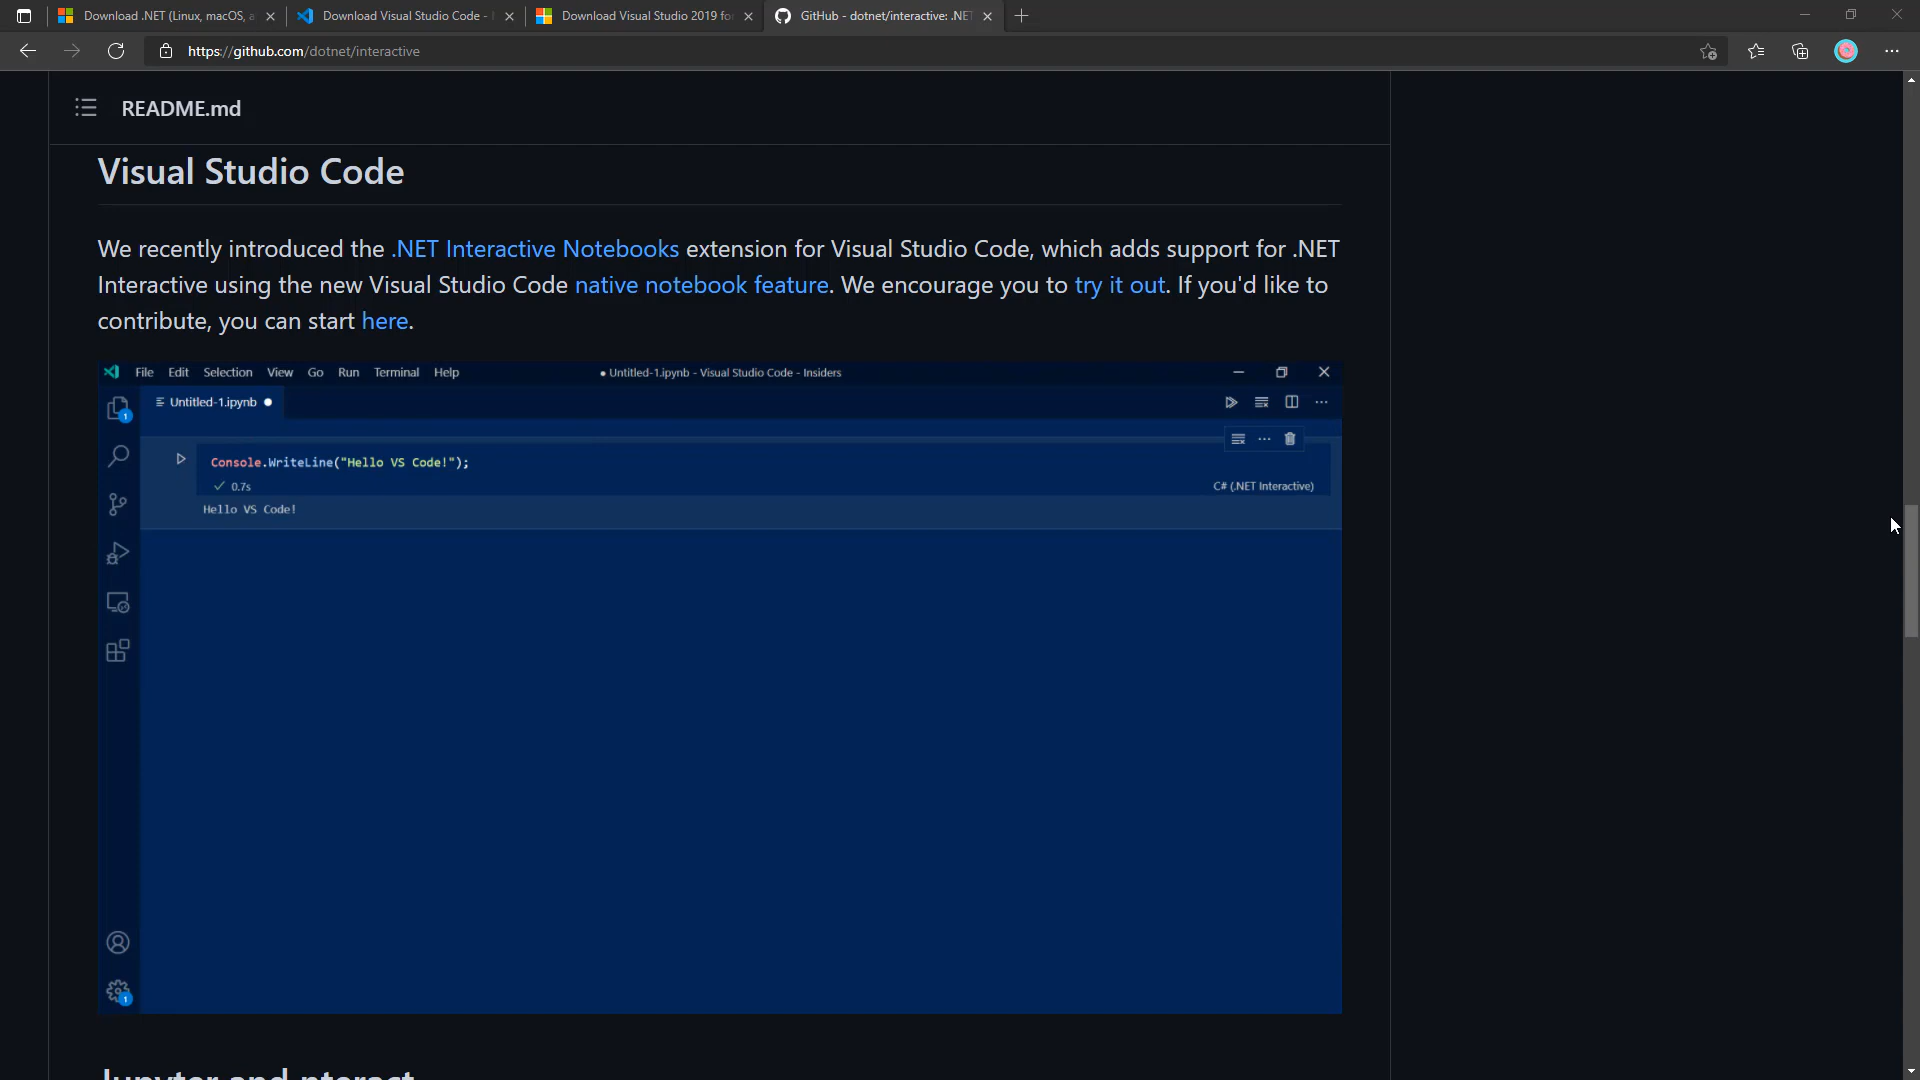 Download .NET (Linux, macOS, a
Download Visual Studio Code -
Download Visual Studio 2019 fo
GitHub - dotnet/interactive: .NET
https://github.com/dotnet/interactive
README.md
Visual Studio Code
We recently introduced the .NET Interactive Notebooks extension for Visual Studio Code, which adds support for .NET
Interactive using the new Visual Studio Code native notebook feature. We encourage you to try it out. If you'd like to
contribute, you can start here.
File Edit Selection View Go Run Terminal Help
● Untitled-1.ipynb - Visual Studio Code - Insiders
Untitled-1.ipynb ●
1
Console.WriteLine("Hello VS Code!");
0.7s
C# (.NET Interactive)
Hello VS Code!
1
Jupyter and nteract